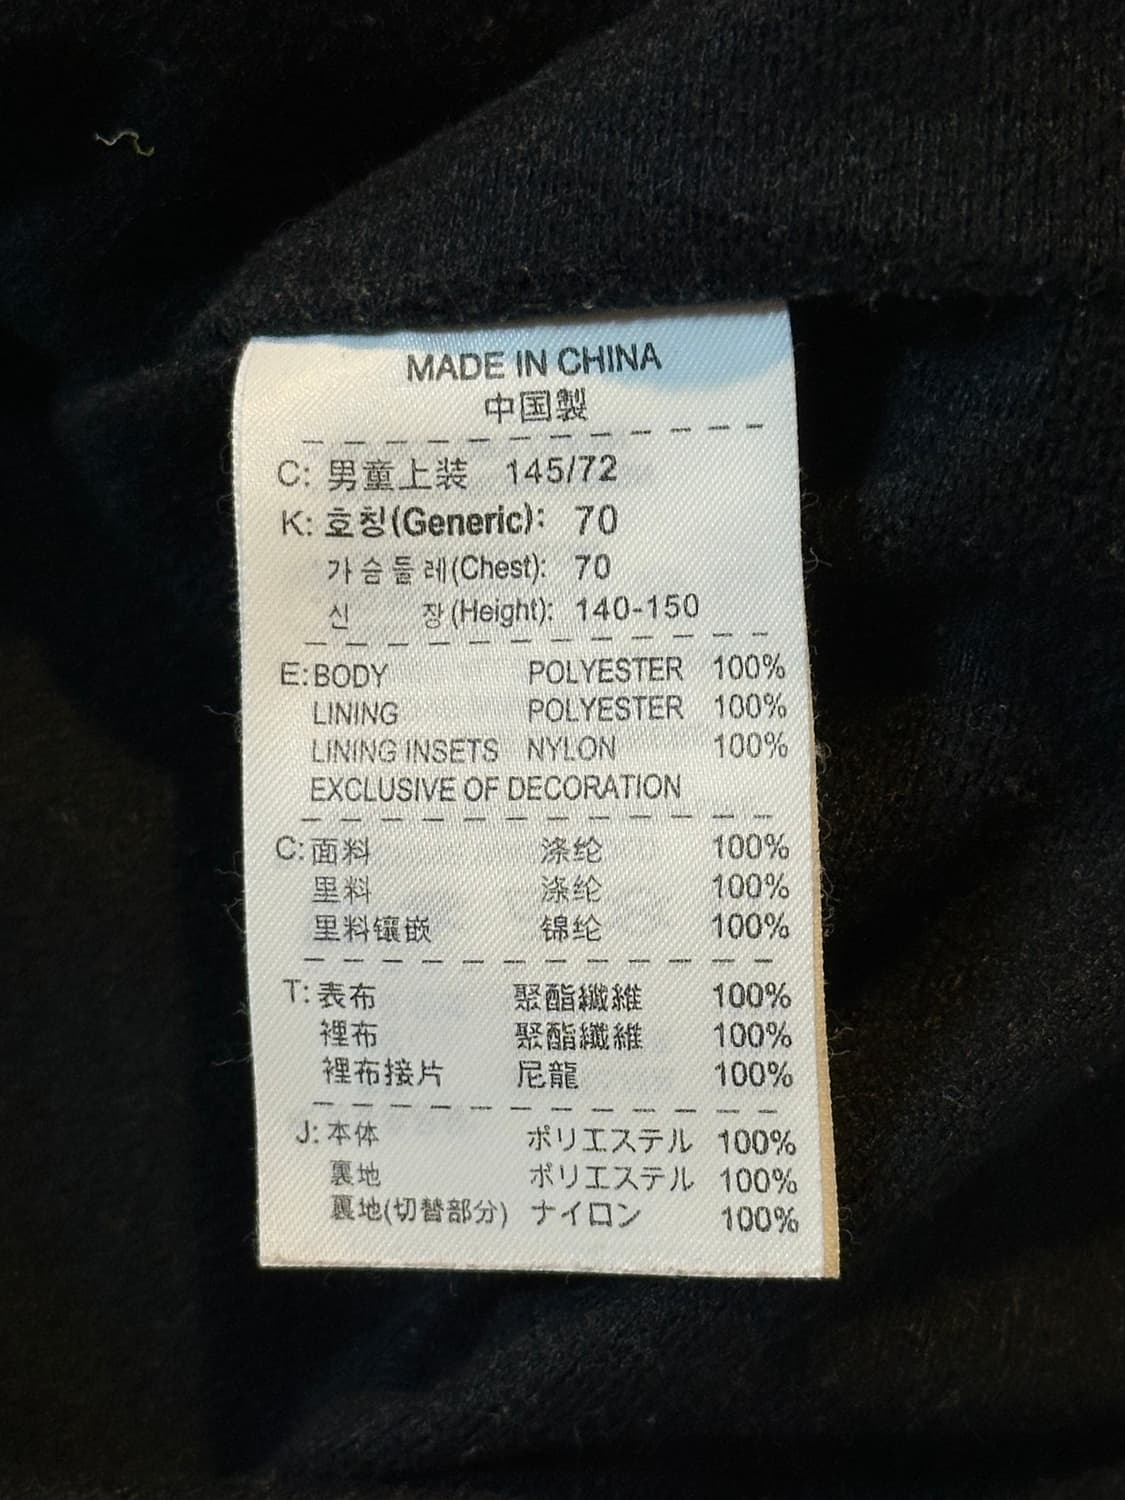 MADE IN CHINA
中国製
C: 男童上装 145/72
K: 호칭(Generic): 70
가슴들레(Chest): 70
신 장(Height): 140-150
E: BODY POLYESTER 100%
LINING POLYESTER 100%
LINING INSETS NYLON 100%
EXCLUSIVE OF DECORATION
C: 面料 涤纶 100%
里料 涤纶 100%
里料镶嵌 锦纶 100%
T: 表布 聚酯纖維 100%
裡布 聚酯纖維 100%
裡布接片 尼龍 100%
J: 本体 ポリエステル 100%
裏地 ポリエステル 100%
裏地(切替部分) ナイロン 100%